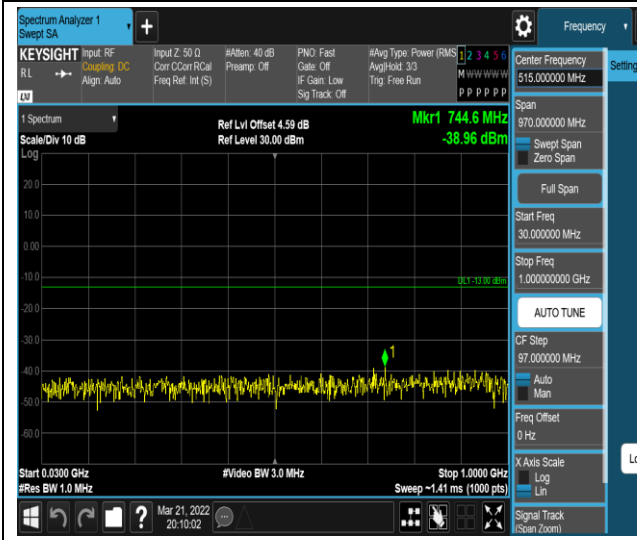 Spectrum Analyzer 1
Swept SA
+
Frequency
KEYSIGHT
RL
LXI
Input: RF
Coupling: DC
Align: Auto
Input Z: 50 Ω
Corr CCorr RCal
Freq Ref: Int (S)
#Atten: 40 dB
Preamp: Off
PNO: Fast
Gate: Off
IF Gain: Low
Sig Track: Off
#Avg Type: Power (RMS
Avg|Hold: 3/3
Trig: Free Run
1 2 3 4 5 6
M W W W W W
P P P P P P
1 Spectrum
Scale/Div 10 dB
Log
Ref Lvl Offset 4.59 dB
Ref Level 30.00 dBm
Mkr1 744.6 MHz
-38.96 dBm
20.0
10.0
0.00
-10.0
-20.0
-30.0
-40.0
-50.0
-60.0
DL1 -13.00 dBm
1
Start 0.0300 GHz
#Res BW 1.0 MHz
#Video BW 3.0 MHz
Stop 1.0000 GHz
Sweep ~1.41 ms (1000 pts)
?
Mar 21, 2022
20:10:02
Center Frequency
515.000000 MHz
Setting
Span
970.000000 MHz
Swept Span
Zero Span
Full Span
Start Freq
30.000000 MHz
Stop Freq
1.000000000 GHz
AUTO TUNE
CF Step
97.000000 MHz
Auto
Man
Freq Offset
0 Hz
X Axis Scale
Log
Lin
Lo
Signal Track
(Span Zoom)